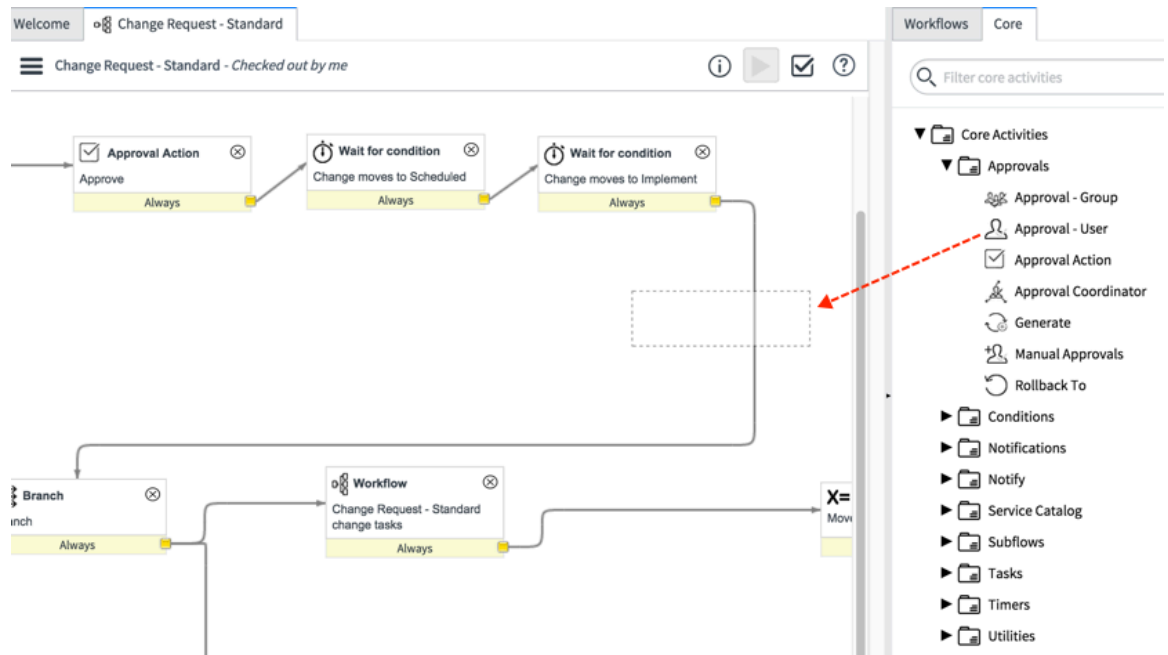 Welcome
Change Request - Standard
Workflows
Core
Change Request - Standard - Checked out by me
Filter core activities
Approval Action
Approve
Always
Wait for condition
Change moves to Scheduled
Always
Wait for condition
Change moves to Implement
Always
Branch
nch
Always
Workflow
Change Request - Standard
change tasks
Always
X=
Move
Core Activities
Approvals
Approval - Group
Approval - User
Approval Action
Approval Coordinator
Generate
Manual Approvals
Rollback To
Conditions
Notifications
Notify
Service Catalog
Subflows
Tasks
Timers
Utilities